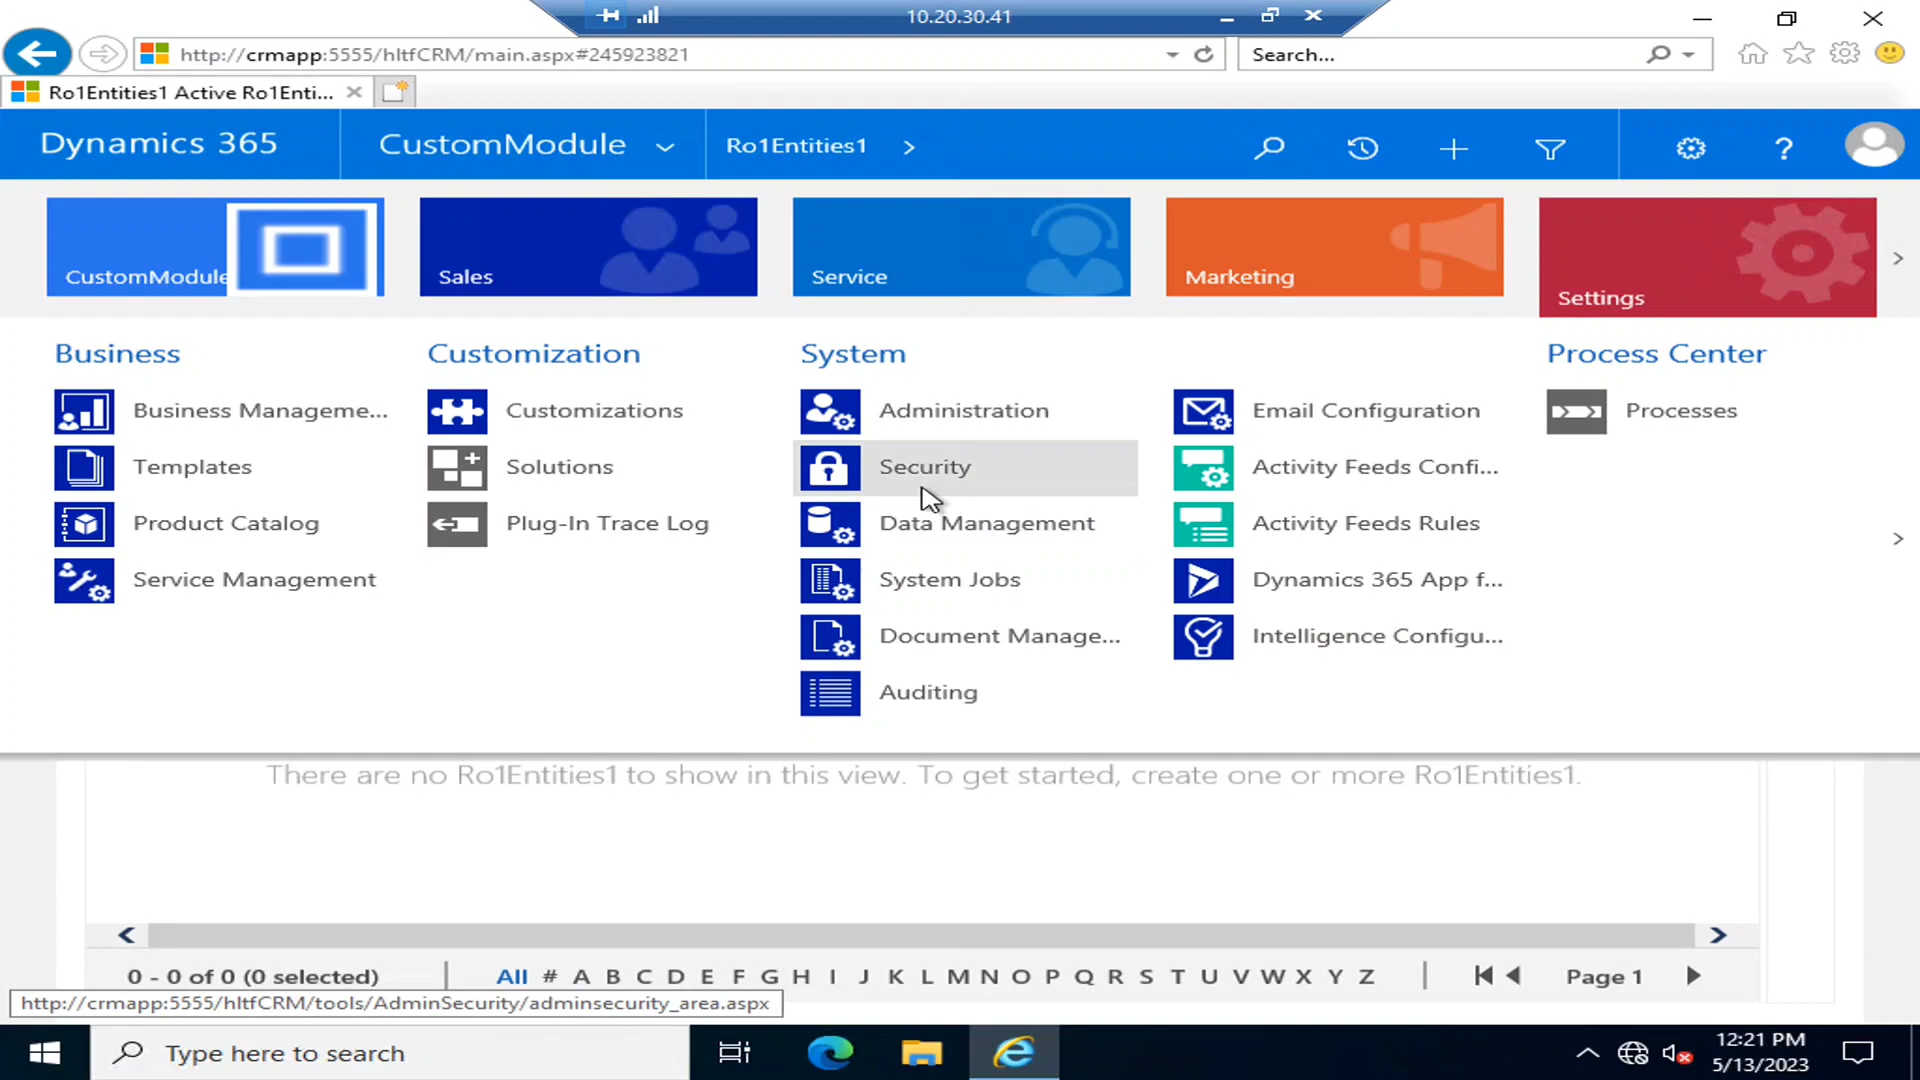 10.20.30.41
http://crmapp:5555/hltfCRM/main.aspx#245923821
Search...
Ro1Entities1 Active Ro1Enti...
Dynamics 365
CustomModule
Ro1Entities1
?
CustomModule
Sales
Service
Marketing
Settings
Business
Customization
System
Process Center
Business Manageme...
Customizations
Administration
Email Configuration
Processes
Templates
Solutions
Security
Activity Feeds Confi...
Product Catalog
Plug-In Trace Log
Data Management
Activity Feeds Rules
Service Management
System Jobs
Dynamics 365 App f...
Document Manage...
Intelligence Configu...
Auditing
There are no Ro1Entities1 to show in this view. To get started, create one or more Ro1Entities1.
0 - 0 of 0 (0 selected)
All # A B C D E F G H I J K L M N O P Q R S T U V W X Y Z
Page 1
http://crmapp:5555/hltfCRM/tools/AdminSecurity/adminsecurity_area.aspx
Type here to search
12:21 PM
5/13/2023